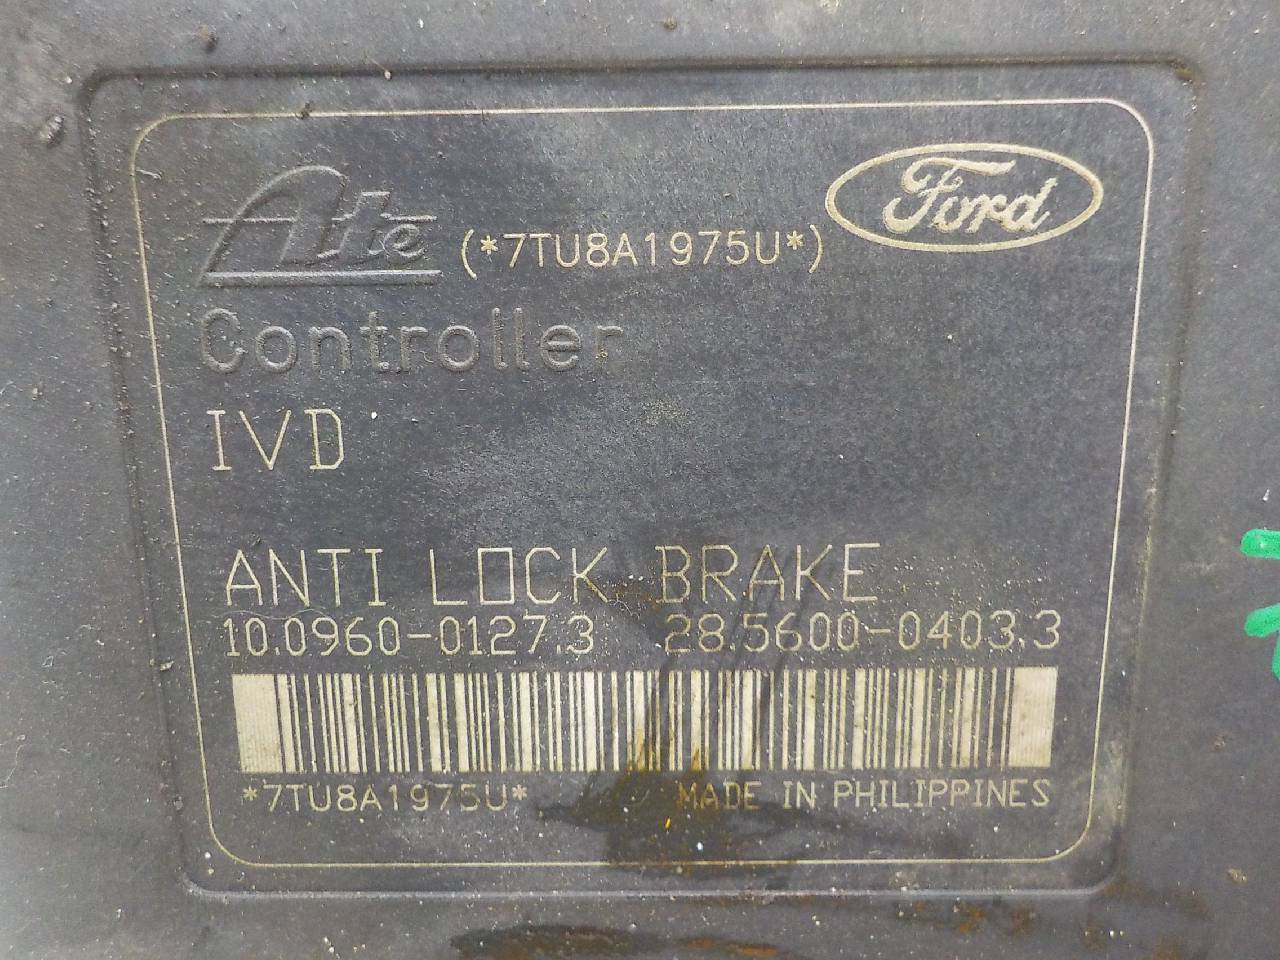 Ate (*7TU8A1975U*) Ford
Controller
IVD
ANTI LOCK BRAKE
10.0960-0127.3 28.5600-0403.3
*7TU8A1975U* MADE IN PHILIPPINES